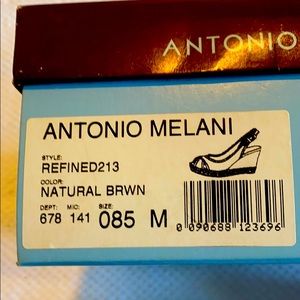 ANTONIO
ANTONIO MELANI
STYLE:
REFINED213
COLOR:
NATURAL BRWN
DEPT: MIC: SIZE:
678 141 085 M
0 090688 123696